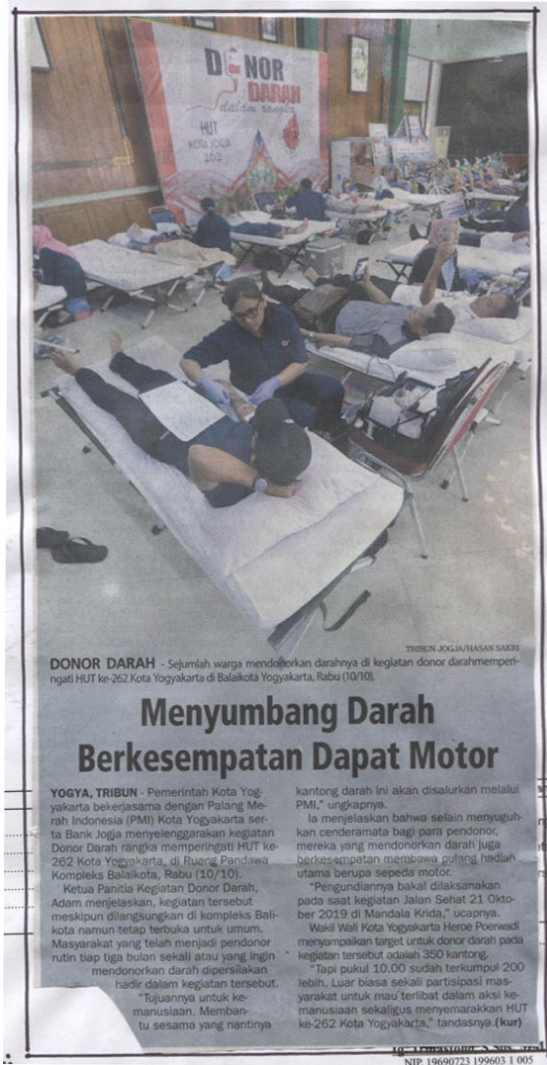 DONOR
DARAH
dalam rangka
HUT
KOTA JOGJA
262
TRIBUN JOGJA/HASAN SAKRI
DONOR DARAH - Sejumlah warga mendonorkan darahnya di kegiatan donor darahmemperi-
ngati HUT ke-262 Kota Yogyakarta di Balaikota Yogyakarta, Rabu (10/10).
Menyumbang Darah
Berkesempatan Dapat Motor
YOGYA, TRIBUN - Pemerintah Kota Yog-
yakarta bekerjasama dengan Palang Me-
rah Indonesia (PMI) Kota Yogyakarta ser-
ta Bank Jogja menyelenggarakan kegiatan
Donor Darah rangka memperingati HUT ke-
262 Kota Yogyakarta, di Ruang Pandawa
Kompleks Balaikota, Rabu (10/10).
Ketua Panitia Kegiatan Donor Darah,
Adam menjelaskan, kegiatan tersebut
meskipun dilangsungkan di kompleks Bali-
kota namun tetap terbuka untuk umum.
Masyarakat yang telah menjadi pendonor
rutin tiap tiga bulan sekali atau yang ingin
mendonorkan darah dipersilakan
hadir dalam kegiatan tersebut.
"Tujuannya untuk ke-
manusiaan. Memban-
tu sesama yang nantinya
kantong darah ini akan disalurkan melalui
PMI," ungkapnya.
Ia menjelaskan bahwa selain menyuguh-
kan cenderamata bagi para pendonor,
mereka yang mendonorkan darah juga
berkesempatan membawa pulang hadiah
utama berupa sepeda motor.
"Pengundiannya bakal dilaksanakan
pada saat kegiatan Jalan Sehat 21 Okto-
ber 2019 di Mandala Krida," ucapnya.
Wakil Wali Kota Yogyakarta Heroe Poerwadi
menyampaikan target untuk donor darah pada
kegiatan tersebut adalah 350 kantong.
"Tapi pukul 10.00 sudah terkumpul 200
lebih. Luar biasa sekali partisipasi mas-
yarakat untuk mau terlibat dalam aksi ke-
manusiaan sekaligus menyemarakkan HUT
ke-262 Kota Yogyakarta," tandasnya.(kur)
NIP. 19690723 199603 1 005